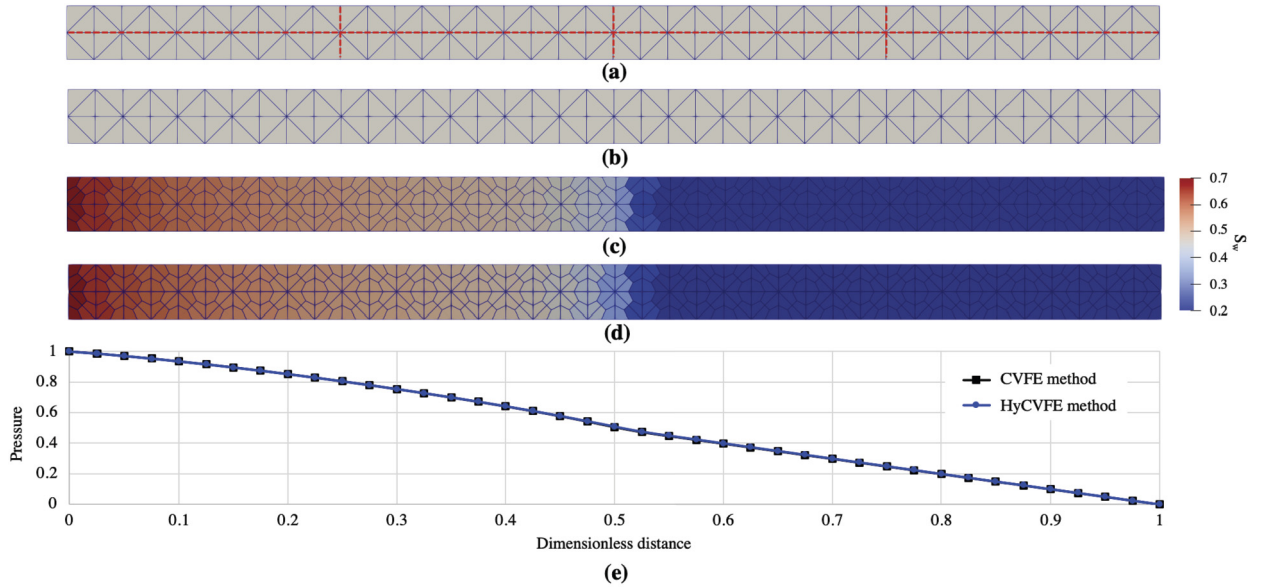 (a)
(b)
0.7
0.6
0.5
0.4
0.3
0.2
S_w
(c)
(d)
1
0.8
0.6
0.4
0.2
0
Pressure
CVFE method
HyCVFE method
0 0.1 0.2 0.3 0.4 0.5 0.6 0.7 0.8 0.9 1
Dimensionless distance
(e)